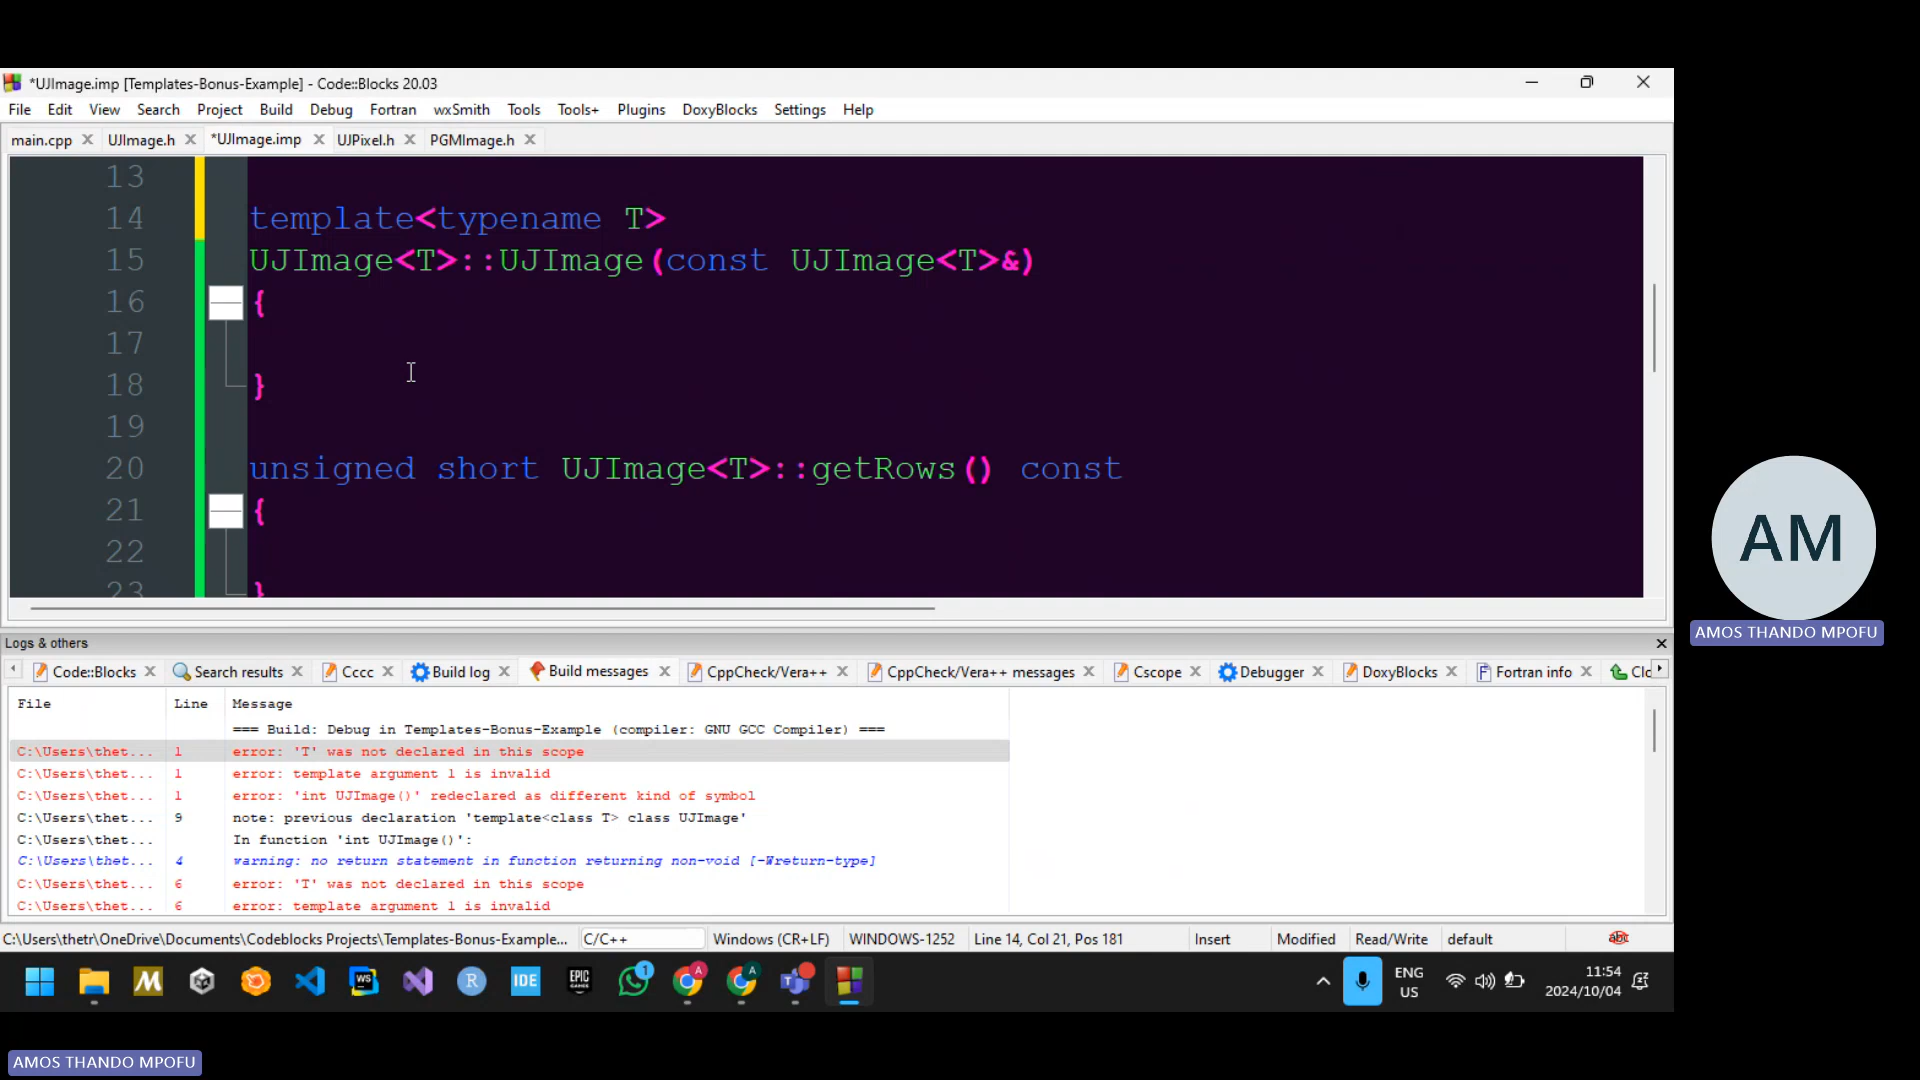 *UJImage.imp [Templates-Bonus-Example] - Code::Blocks 20.03
File Edit View Search Project Build Debug Fortran wxSmith Tools Tools+ Plugins DoxyBlocks Settings Help
main.cpp UJImage.h *UJImage.imp UJPixel.h PGMImage.h
13
14 template<typename T>
15 UJImage<T>::UJImage(const UJImage<T>&)
16 {
17
18 }
19
20 unsigned short UJImage<T>::getRows() const
21 {
22
23 }
AM
AMOS THANDO MPOFU
Logs & others
Code::Blocks Search results Cccc Build log Build messages CppCheck/Vera++ CppCheck/Vera++ messages Cscope Debugger DoxyBlocks Fortran info Clo
File Line Message
=== Build: Debug in Templates-Bonus-Example (compiler: GNU GCC Compiler) ===
C:\Users\thet... 1 error: 'T' was not declared in this scope
C:\Users\thet... 1 error: template argument 1 is invalid
C:\Users\thet... 1 error: 'int UJImage()' redeclared as different kind of symbol
C:\Users\thet... 9 note: previous declaration 'template<class T> class UJImage'
C:\Users\thet... In function 'int UJImage()':
C:\Users\thet... 4 warning: no return statement in function returning non-void [-Wreturn-type]
C:\Users\thet... 6 error: 'T' was not declared in this scope
C:\Users\thet... 6 error: template argument 1 is invalid
C:\Users\thetr\OneDrive\Documents\Codeblocks Projects\Templates-Bonus-Example... C/C++ Windows (CR+LF) WINDOWS-1252 Line 14, Col 21, Pos 181 Insert Modified Read/Write default
WS R IDE EPIC GAMES 1 A A ENG US 11:54 2024/10/04
AMOS THANDO MPOFU